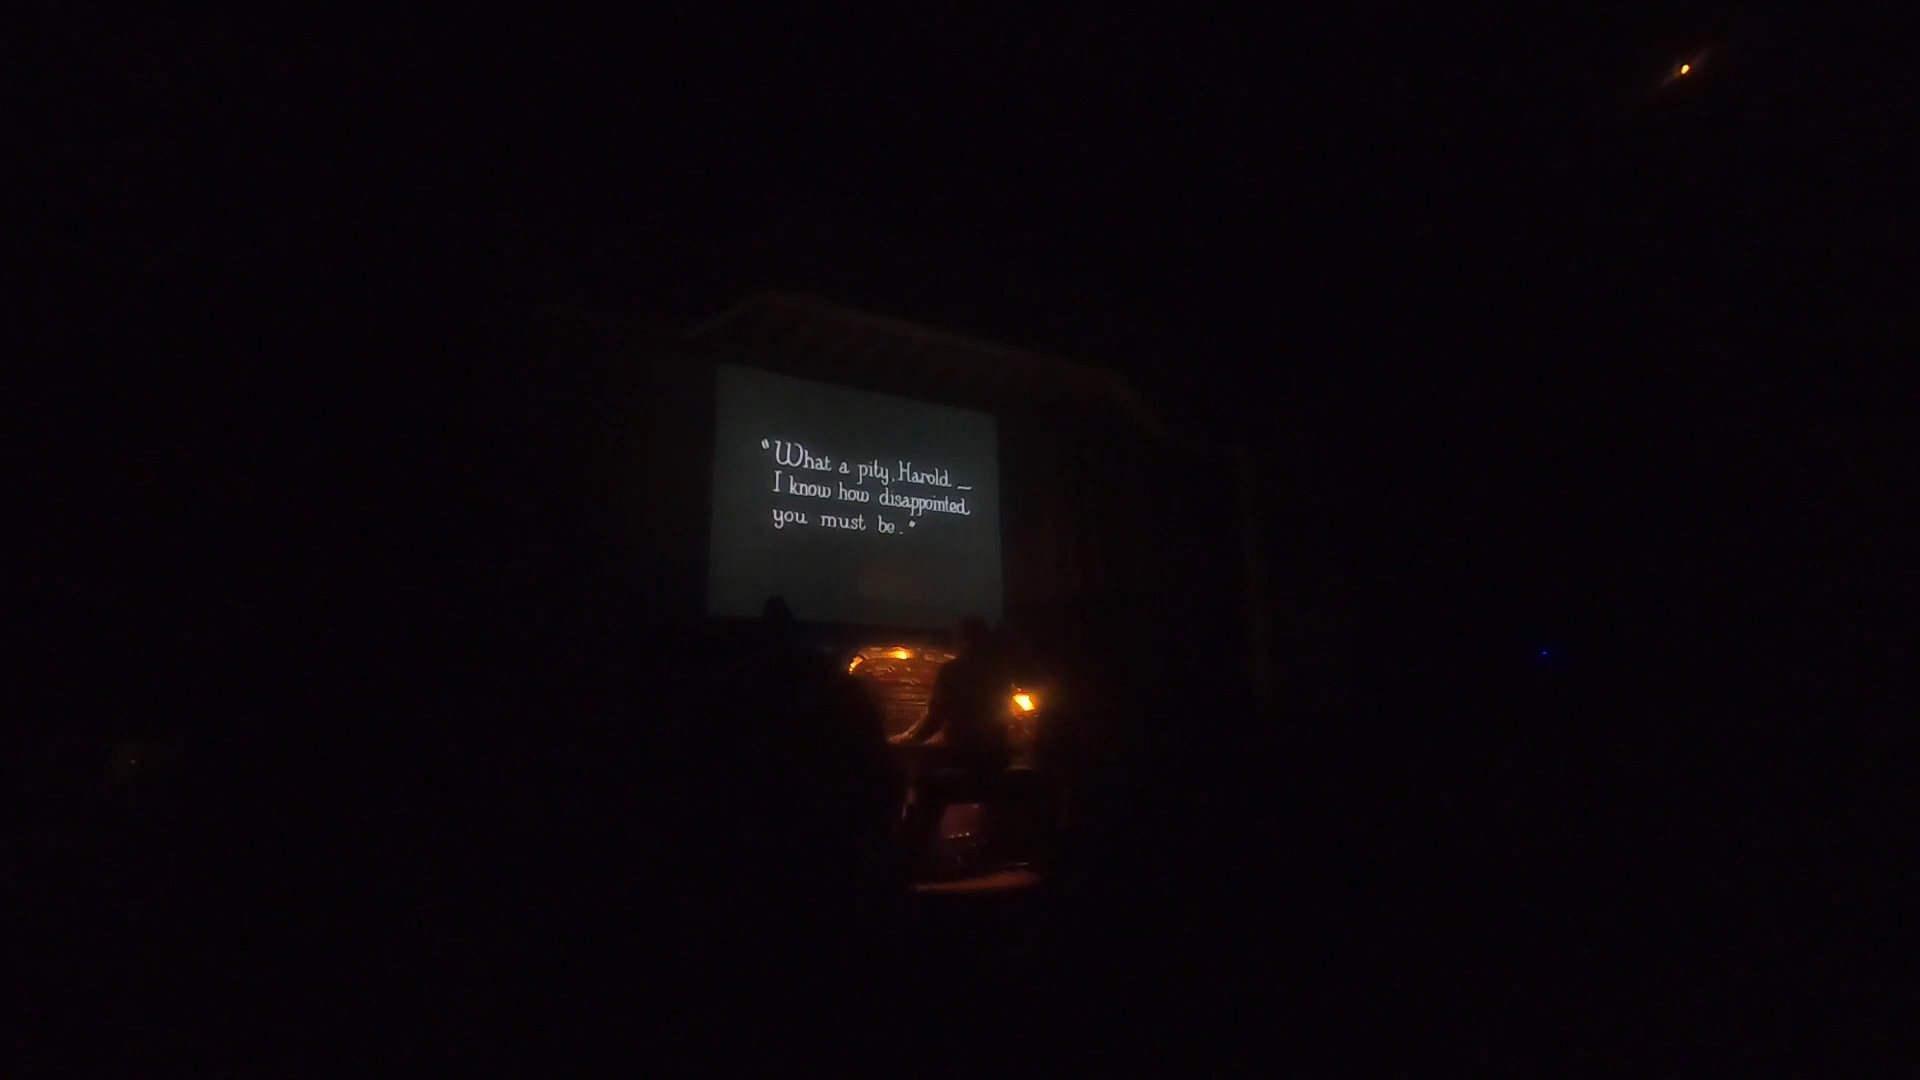 "What a pity, Harold —
I know how disappointed
you must be."